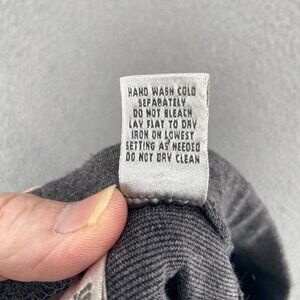 HAND WASH COLD
SEPARATELY
DO NOT BLEACH
LAY FLAT TO DRY
IRON ON LOWEST
SETTING AS NEEDED
DO NOT DRY CLEAN